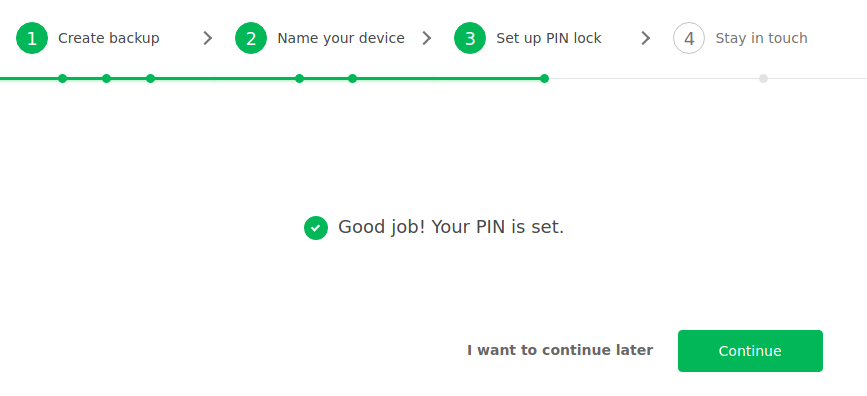 1 Create backup
2 Name your device
3 Set up PIN lock
4 Stay in touch
Good job! Your PIN is set.
I want to continue later
Continue